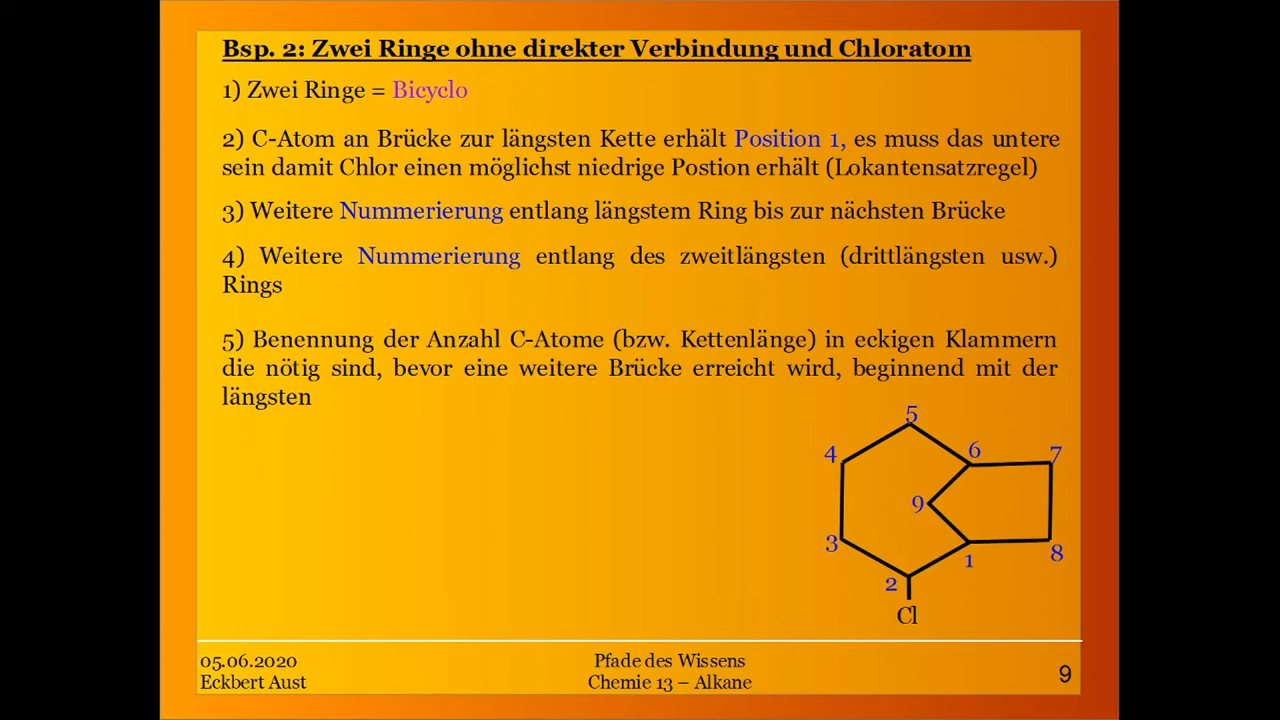 Bsp. 2: Zwei Ringe ohne direkter Verbindung und Chloratom
1) Zwei Ringe = Bicyclo
2) C-Atom an Brücke zur längsten Kette erhält Position 1, es muss das untere
sein damit Chlor einen möglichst niedrige Postion erhält (Lokantensatzregel)
3) Weitere Nummerierung entlang längstem Ring bis zur nächsten Brücke
4) Weitere Nummerierung entlang des zweitlängsten (drittlängsten usw.)
Rings
5) Benennung der Anzahl C-Atome (bzw. Kettenlänge) in eckigen Klammern
die nötig sind, bevor eine weitere Brücke erreicht wird, beginnend mit der
längsten
5
4 6 7
9
3 1 8
2
Cl
05.06.2020
Eckbert Aust
Pfade des Wissens
Chemie 13 – Alkane
9